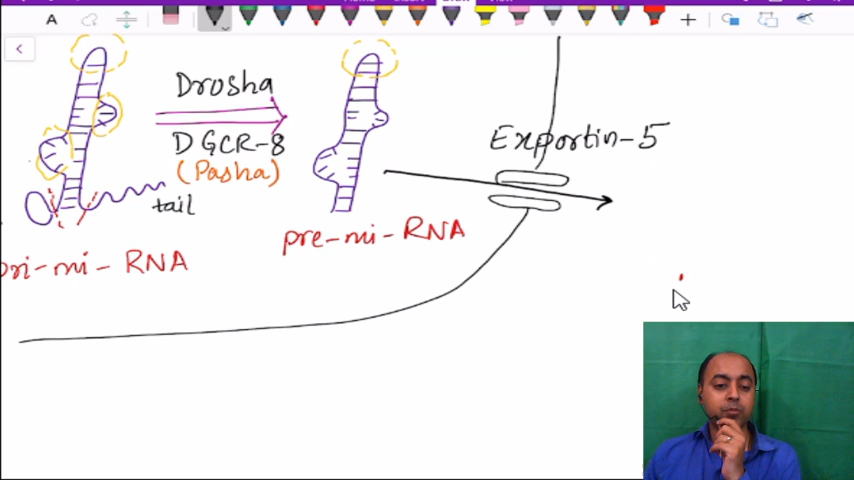 A
Drosha
DGCR-8
(Pasha)
tail
pri-mi-RNA
pre-mi-RNA
Exportin-5